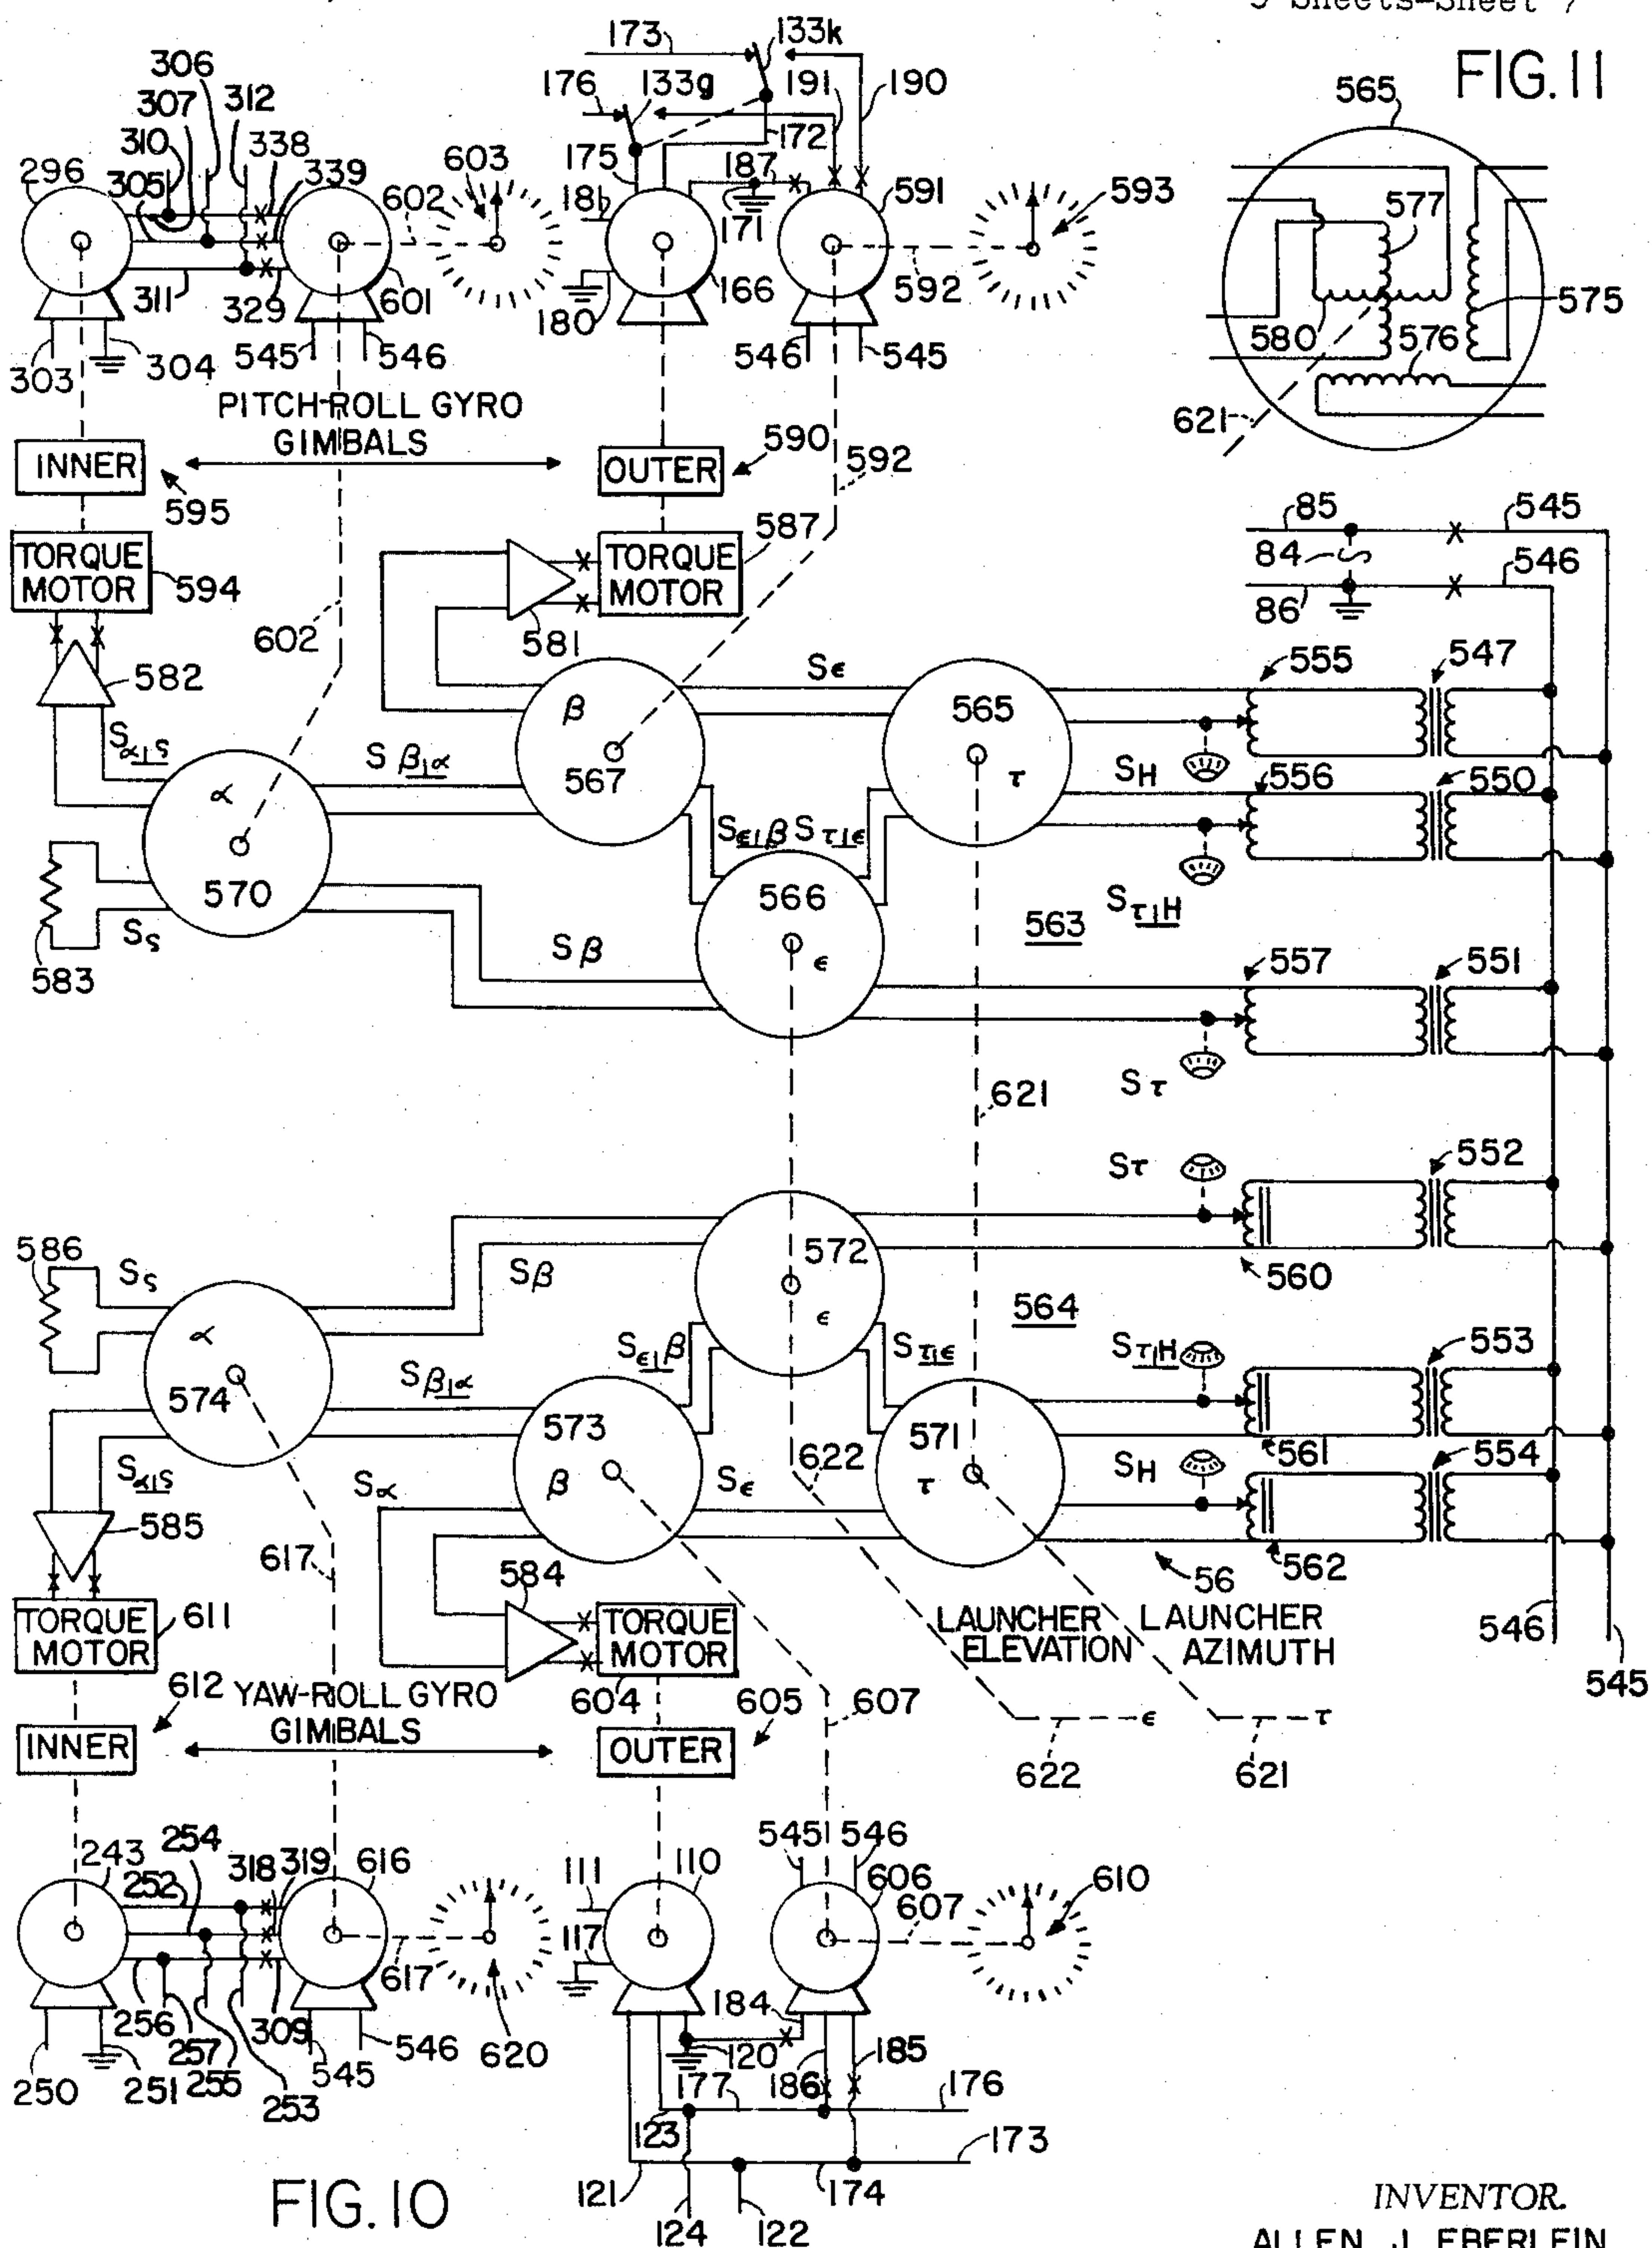 5 Sheets-Sheet 7
FIG. 11
565
577
580
576
575
621
306
307
312
310
338
305
339
296
603
602
311
329
601
303
304
545
546
173
133k
176
133g
191
190
172
175
187
181
171
591
593
166
592
180
546
545
PITCH-ROLL GYRO
GIMBALS
INNER
595
OUTER
590
592
TORQUE
MOTOR
594
TORQUE
MOTOR
587
581
582
602
85
545
84
546
86
Sα⊥ς
α
570
Sς
583
S β⊥α
β
567
Sε
565
τ
Sε⊥β
Sτ⊥ε
566
ε
Sβ
555
547
SH
556
550
Sτ⊥H
563
557
551
Sτ
621
586
Sς
α
574
Sβ
572
ε
Sτ
552
560
564
Sε⊥β
Sτ⊥ε
Sτ⊥H
553
Sβ⊥α
573
β
571
τ
561
554
SH
Sα⊥ς
585
Sα
Sε
622
562
56
617
584
TORQUE
MOTOR
611
TORQUE
MOTOR
604
LAUNCHER
ELEVATION
LAUNCHER
AZIMUTH
546
545
612
YAW-ROLL GYRO
GIMBALS
605
607
INNER
OUTER
ε
τ
622
621
243
254
252
318
319
616
617
256
257
255
253
309
250
251
545
546
620
111
110
117
545
546
606
607
610
184
120
185
186
177
176
123
173
121
174
124
122
FIG. 10
INVENTOR.
ALLEN J. EBERLEIN